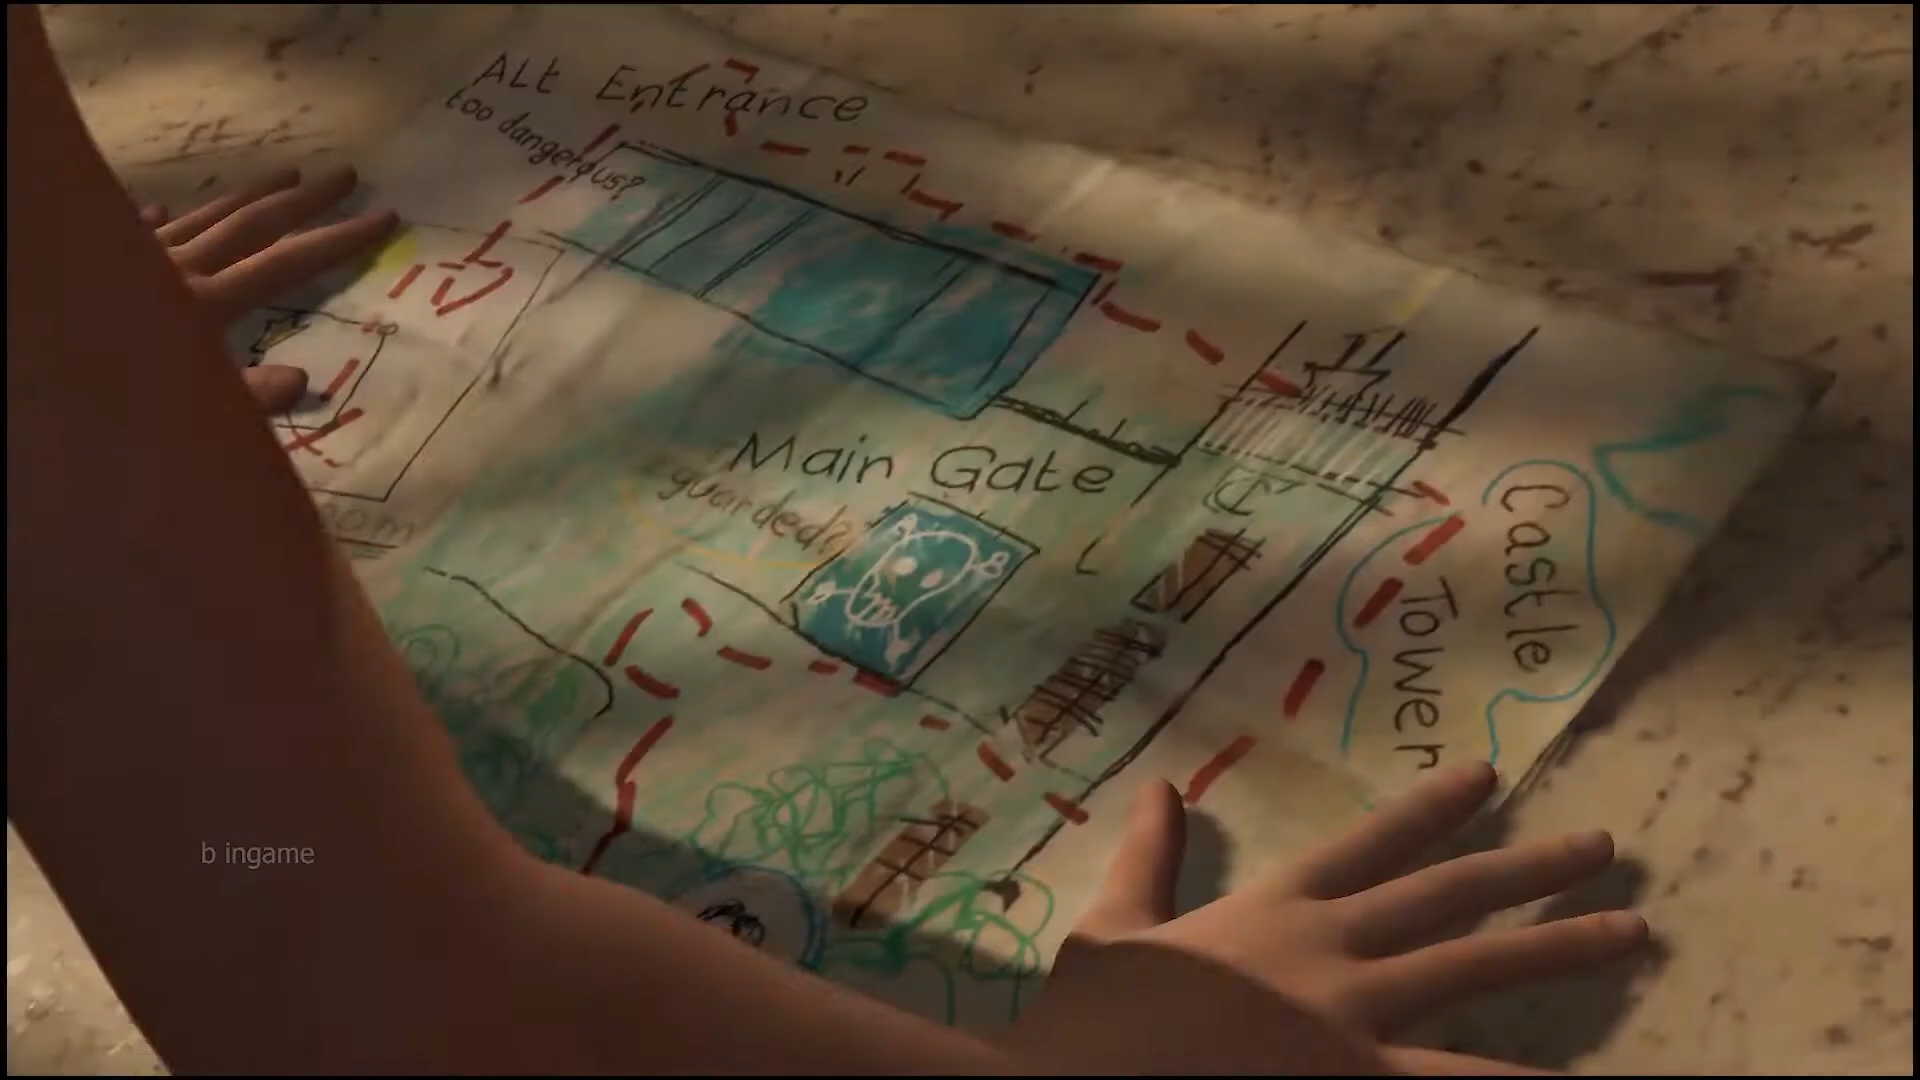 ALt Entrance
too dangerous?
Main Gate
guarded?
Castle
Tower
b ingame